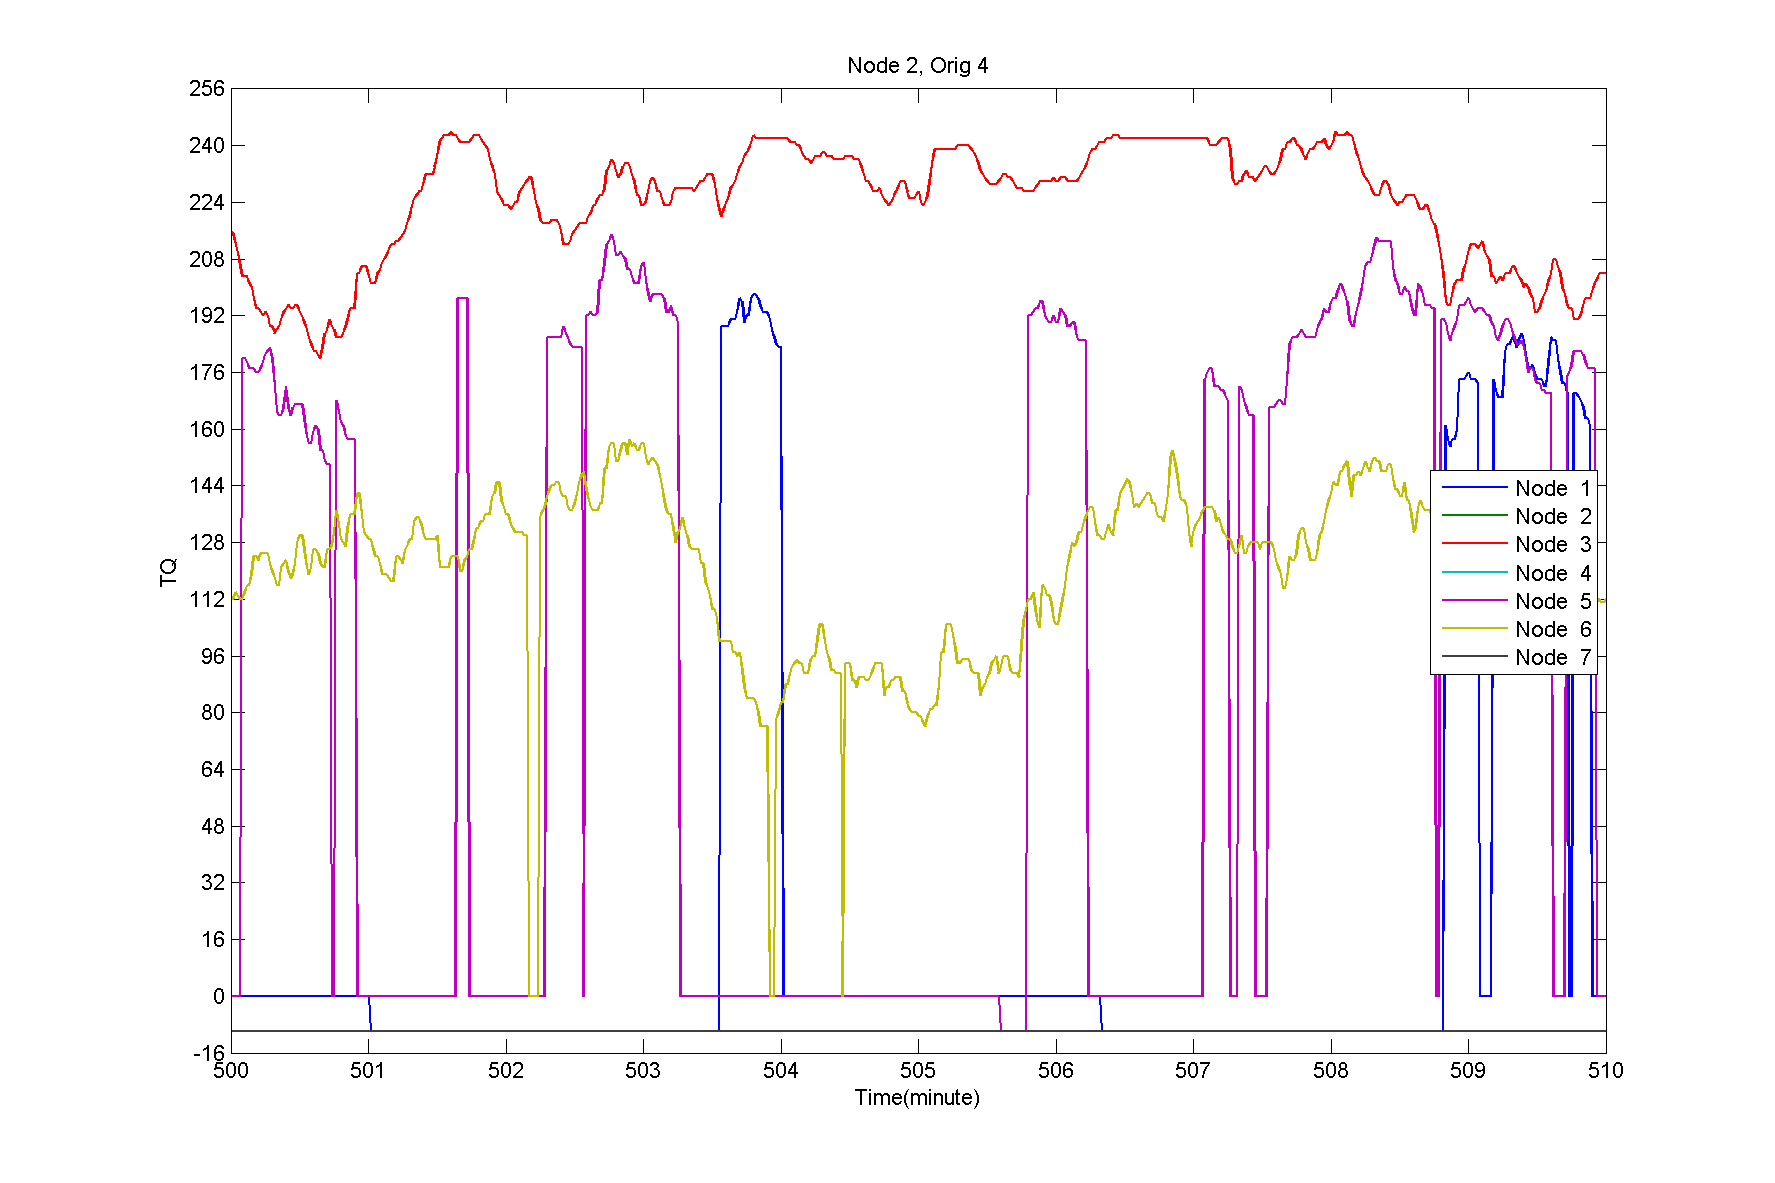 Node 2, Orig 4
256
240
224
208
192
176
160
144
128
112
96
80
64
48
32
16
0
-16
TQ
500 501 502 503 504 505 506 507 508 509 510
Time(minute)
Node 1
Node 2
Node 3
Node 4
Node 5
Node 6
Node 7